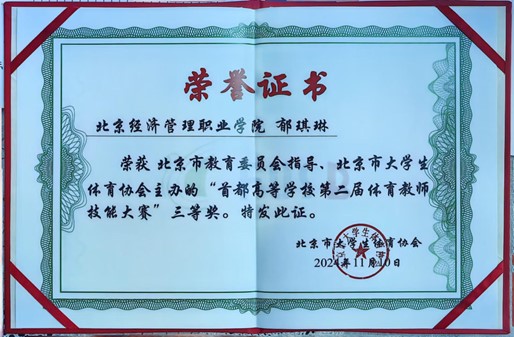 荣誉证书
北京经济管理职业学院 郁琪琳
荣获 北京市教育委员会指导、北京市大学生
体育协会主办的“首都高等学校第二届体育教师
技能大赛”三等奖。特发此证。
北京市大学生体育协会
2024年11月10日